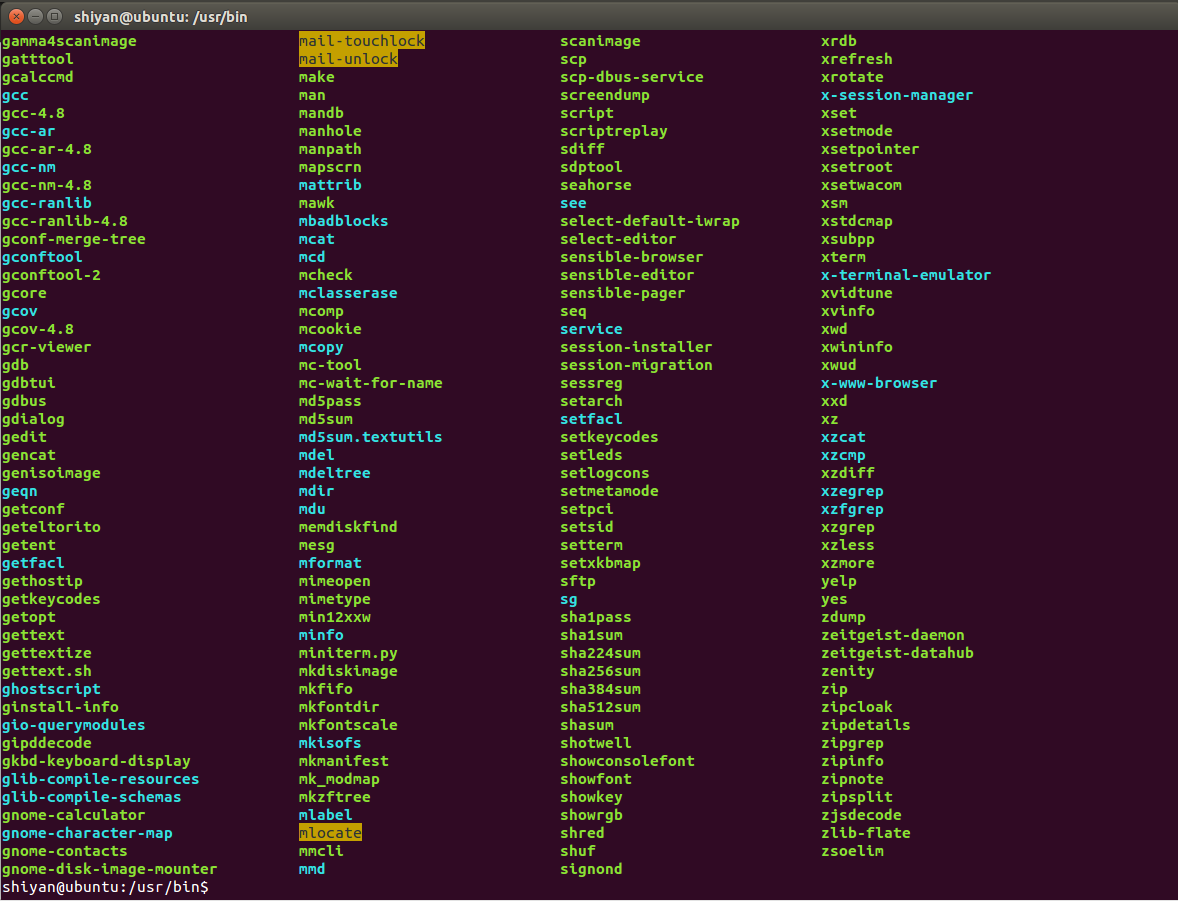 shiyan@ubuntu: /usr/bin
gamma4scanimage mail-touchlock scanimage xrdb
gatttool mail-unlock scp xrefresh
gcalccmd make scp-dbus-service xrotate
gcc man screendump x-session-manager
gcc-4.8 mandb script xset
gcc-ar manhole scriptreplay xsetmode
gcc-ar-4.8 manpath sdiff xsetpointer
gcc-nm mapscrn sdptool xsetroot
gcc-nm-4.8 mattrib seahorse xsetwacom
gcc-ranlib mawk see xsm
gcc-ranlib-4.8 mbadblocks select-default-iwrap xstdcmap
gconf-merge-tree mcat select-editor xsubpp
gconftool mcd sensible-browser xterm
gconftool-2 mcheck sensible-editor x-terminal-emulator
gcore mclasserase sensible-pager xvidtune
gcov mcomp seq xvinfo
gcov-4.8 mcookie service xwd
gcr-viewer mcopy session-installer xwininfo
gdb mc-tool session-migration xwud
gdbtui mc-wait-for-name sessreg x-www-browser
gdbus md5pass setarch xxd
gdialog md5sum setfacl xz
gedit md5sum.textutils setkeycodes xzcat
gencat mdel setleds xzcmp
genisoimage mdeltree setlogcons xzdiff
geqn mdir setmetamode xzegrep
getconf mdu setpci xzfgrep
geteltorito memdiskfind setsid xzgrep
getent mesg setterm xzless
getfacl mformat setxkbmap xzmore
gethostip mimeopen sftp yelp
getkeycodes mimetype sg yes
getopt min12xxw sha1pass zdump
gettext minfo sha1sum zeitgeist-daemon
gettextize miniterm.py sha224sum zeitgeist-datahub
gettext.sh mkdiskimage sha256sum zenity
ghostscript mkfifo sha384sum zip
ginstall-info mkfontdir sha512sum zipcloak
gio-querymodules mkfontscale shasum zipdetails
gipddecode mkisofs shotwell zipgrep
gkbd-keyboard-display mkmanifest showconsolefont zipinfo
glib-compile-resources mk_modmap showfont zipnote
glib-compile-schemas mkzftree showkey zipsplit
gnome-calculator mlabel showrgb zjsdecode
gnome-character-map mlocate shred zlib-flate
gnome-contacts mmcli shuf zsoelim
gnome-disk-image-mounter mmd signond
shiyan@ubuntu:/usr/bin$